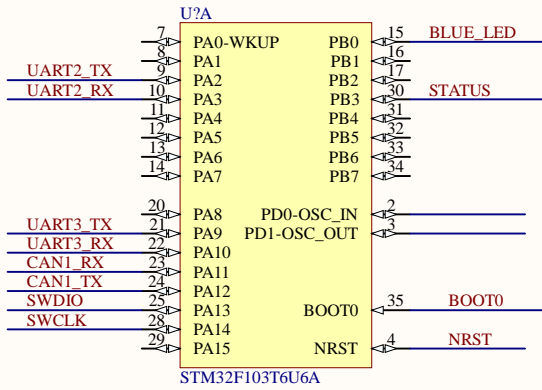 U?A
7 PA0-WKUP PB0 15 BLUE_LED
8 PA1 PB1 16
UART2_TX 9 PA2 PB2 17
UART2_RX 10 PA3 PB3 30 STATUS
11 PA4 PB4 31
12 PA5 PB5 32
13 PA6 PB6 33
14 PA7 PB7 34
20 PA8 PD0-OSC_IN 2
UART3_TX 21 PA9 PD1-OSC_OUT 3
UART3_RX 22 PA10
CAN1_RX 23 PA11
CAN1_TX 24 PA12
SWDIO 25 PA13 BOOT0 35 BOOT0
SWCLK 28 PA14
29 PA15 NRST 4 NRST
STM32F103T6U6A